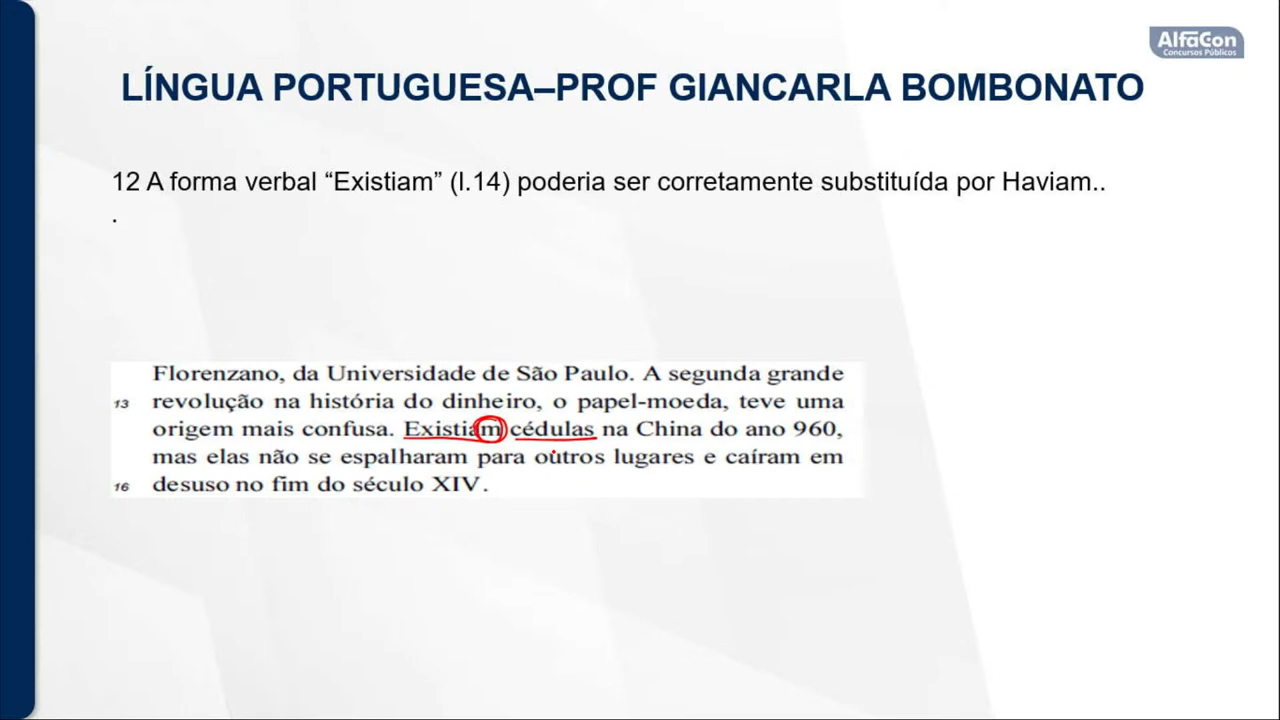 AlfaCon
Concursos Públicos
LÍNGUA PORTUGUESA–PROF GIANCARLA BOMBONATO
12 A forma verbal “Existiam” (l.14) poderia ser corretamente substituída por Haviam..
.
Florenzano, da Universidade de São Paulo. A segunda grande
13 revolução na história do dinheiro, o papel-moeda, teve uma
origem mais confusa. Existiam cédulas na China do ano 960,
mas elas não se espalharam para outros lugares e caíram em
16 desuso no fim do século XIV.